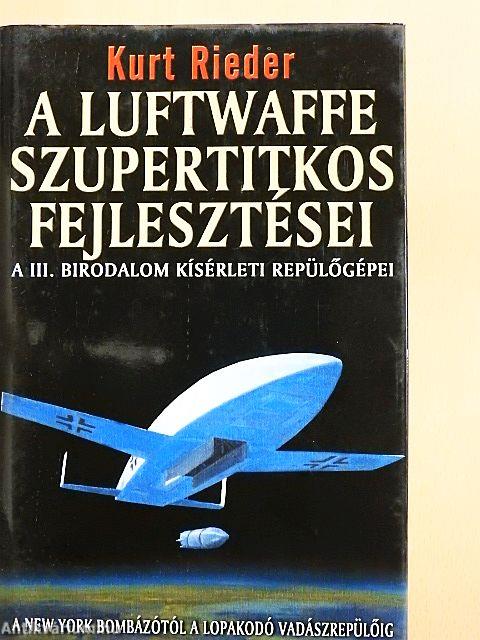 Kurt Rieder
A LUFTWAFFE
SZUPERTITKOS
FEJLESZTÉSEI
A III. BIRODALOM KÍSÉRLETI REPÜLŐGÉPEI
A NEW YORK BOMBÁZÓTÓL A LOPAKODÓ VADÁSZREPÜLŐIG